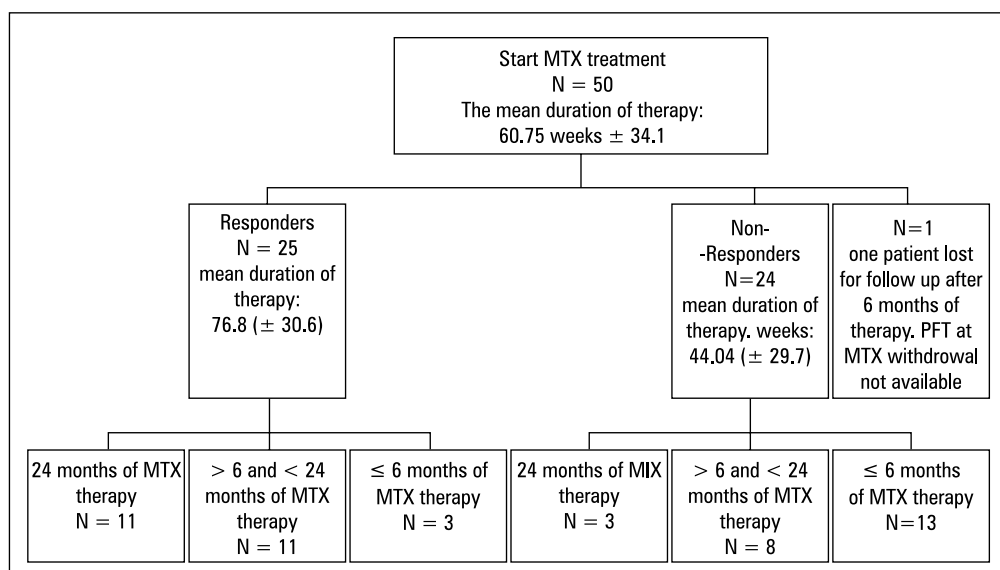 Start MTX treatment
N = 50
The mean duration of therapy:
60.75 weeks ± 34.1
Responders
N = 25
mean duration of
therapy:
76.8 (± 30.6)
Non-
-Responders
N=24
mean duration of
therapy. weeks:
44.04 (± 29.7)
N=1
one patient lost
for follow up after
6 months of
therapy. PFT at
MTX withdrawal
not available
24 months of MTX
therapy
N = 11
> 6 and < 24
months of MTX
therapy
N = 11
≤ 6 months of
MTX therapy
N = 3
24 months of MIX
therapy
N = 3
> 6 and < 24
months of MTX
therapy
N = 8
≤ 6 months
of MTX therapy
N=13